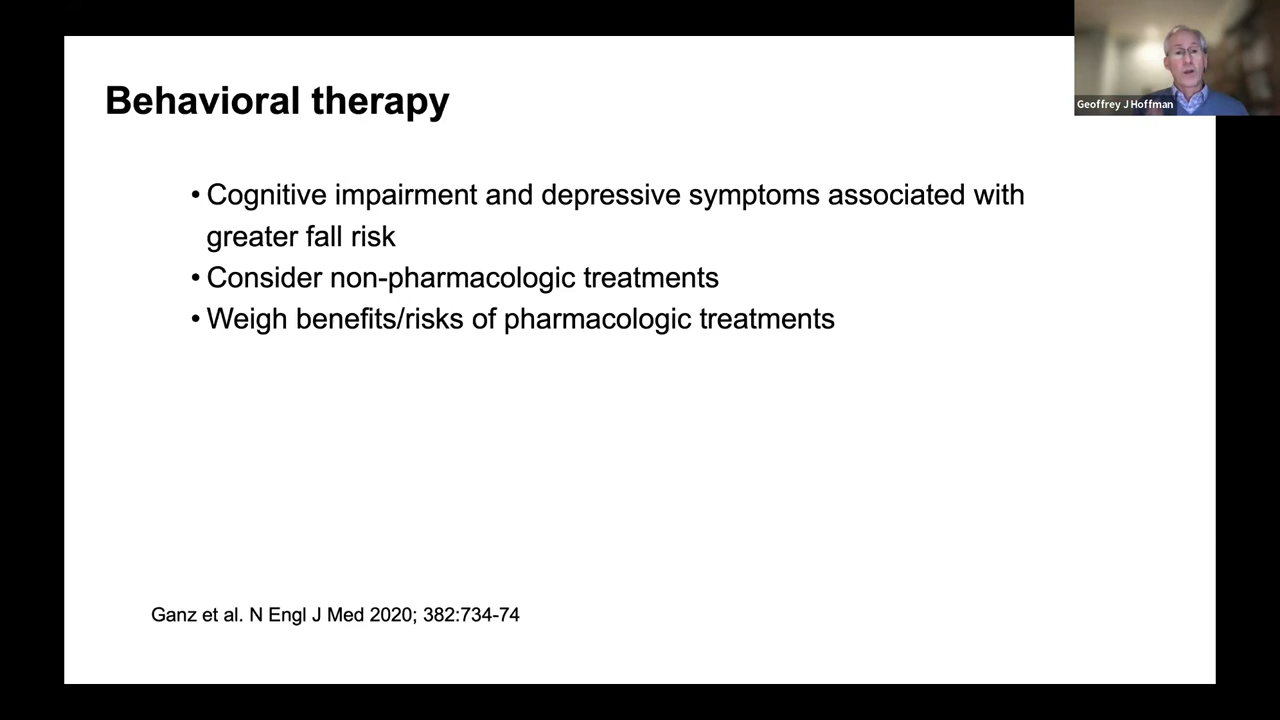 Behavioral therapy
Geoffrey J Hoffman
• Cognitive impairment and depressive symptoms associated with
greater fall risk
• Consider non-pharmacologic treatments
• Weigh benefits/risks of pharmacologic treatments
Ganz et al. N Engl J Med 2020; 382:734-74